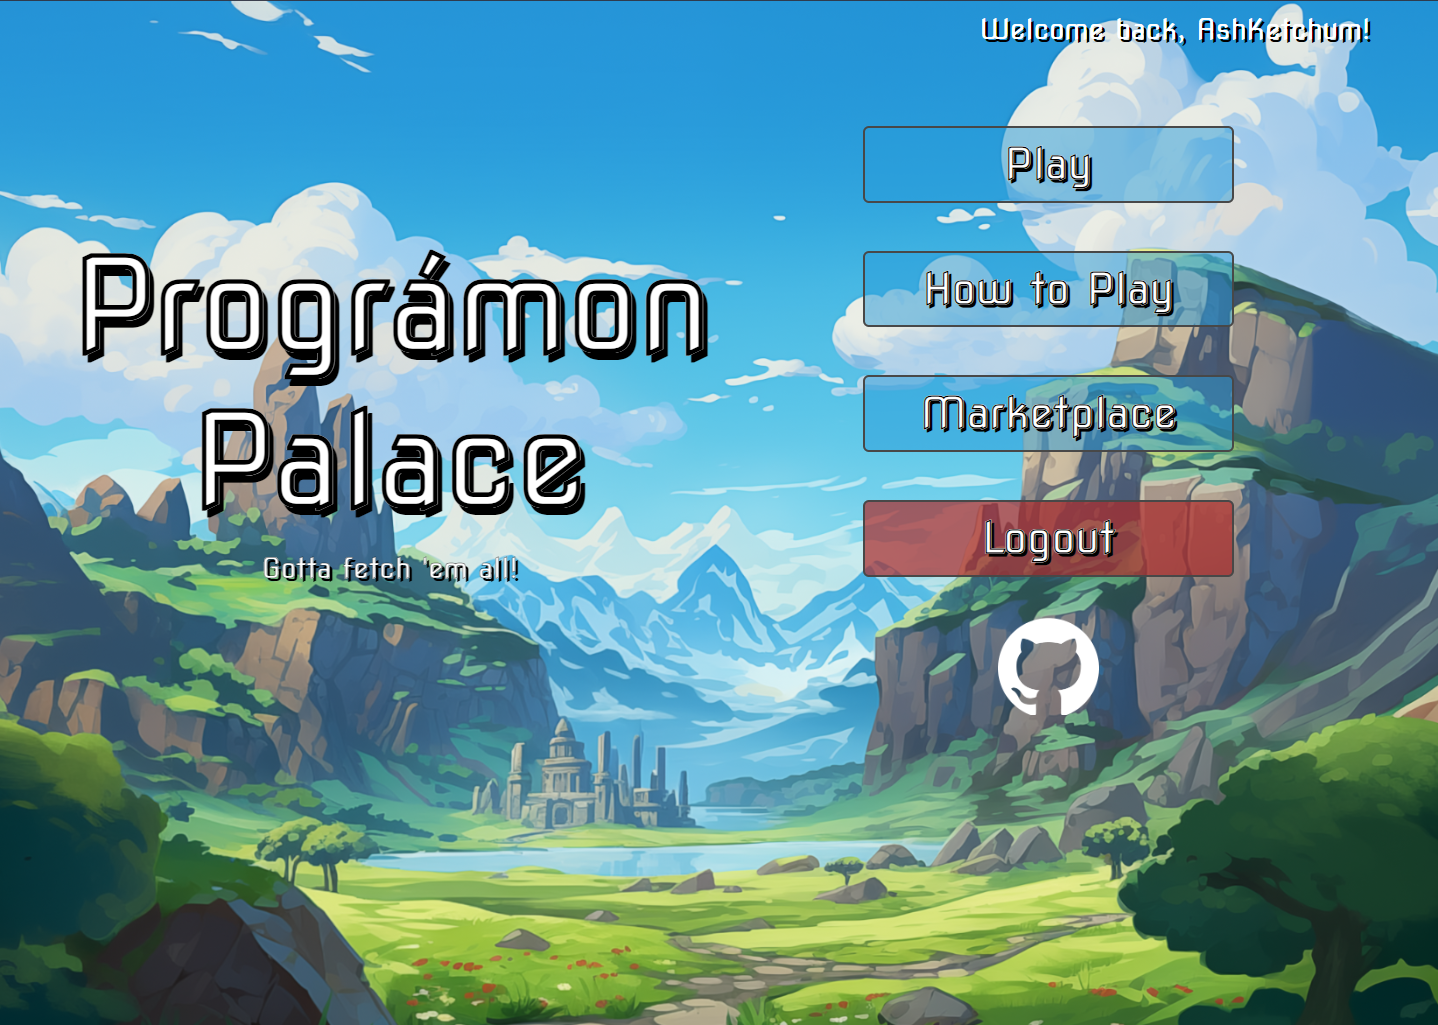 Welcome back, AshKetchum!
Prográmon
Palace
Gotta fetch 'em all!
Play
How to Play
Marketplace
Logout